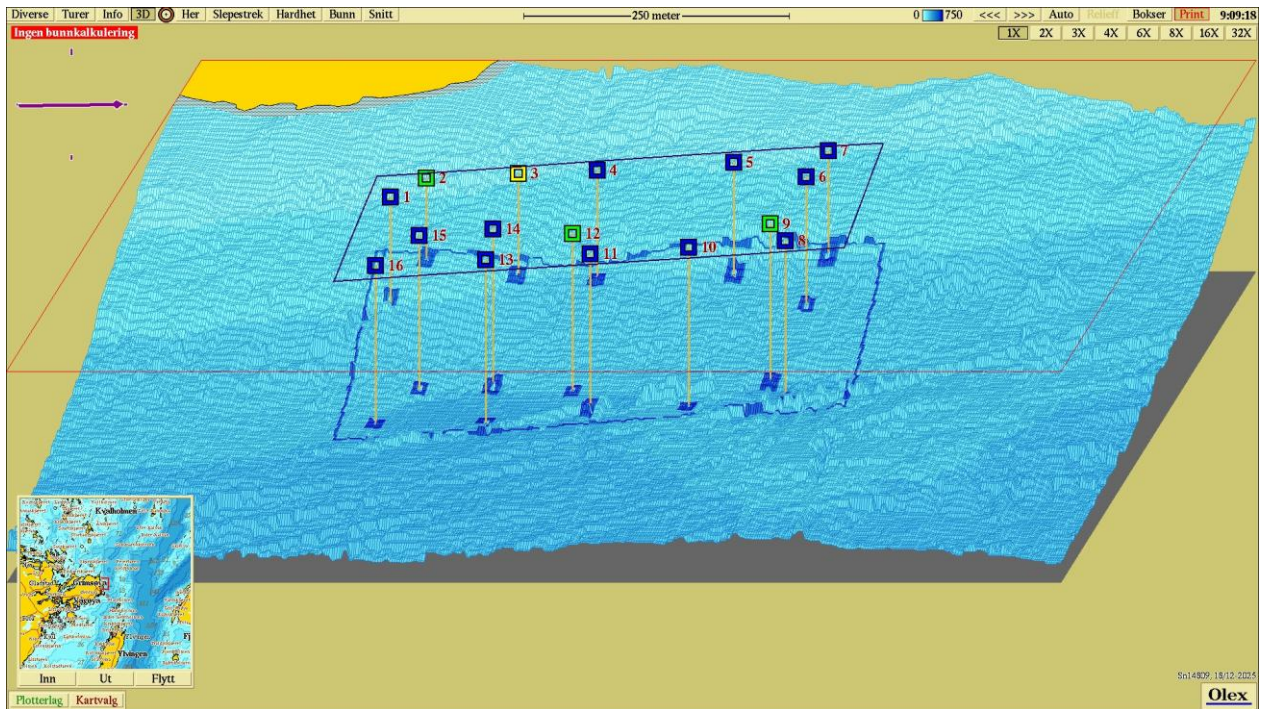 Diverse Turer Info 3D Her Slepestrek Hardhet Bunn Snitt 250 meter 0 750 <<< >>> Auto Relieff Bokser Print 9:09:18
Ingen bunnkalkulering
1X 2X 3X 4X 6X 8X 16X 32X
7
5
4
3
2
6
1
9
14
12
15
8
10
11
13
16
Kvalholmen
Ylvingen
Inn Ut Flytt
Sn14809, 18/12-2025
Plotterlag Kartvalg
Olex